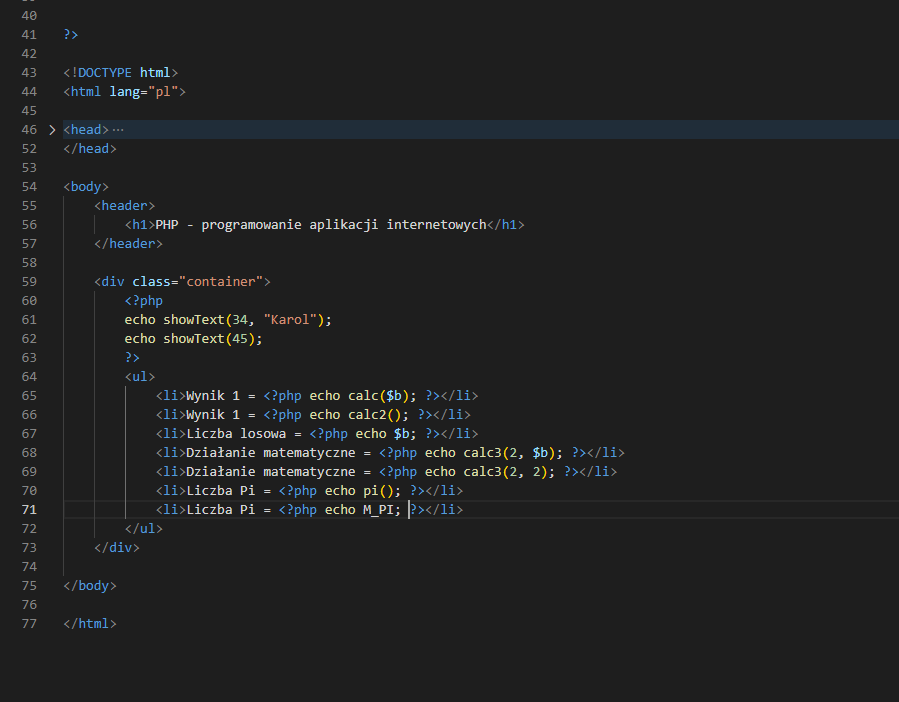 40
41 ?>
42
43 <!DOCTYPE html>
44 <html lang="pl">
45
46 <head>⋯
52 </head>
53
54 <body>
55 <header>
56 <h1>PHP - programowanie aplikacji internetowych</h1>
57 </header>
58
59 <div class="container">
60 <?php
61 echo showText(34, "Karol");
62 echo showText(45);
63 ?>
64 <ul>
65 <li>Wynik 1 = <?php echo calc($b); ?></li>
66 <li>Wynik 1 = <?php echo calc2(); ?></li>
67 <li>Liczba losowa = <?php echo $b; ?></li>
68 <li>Działanie matematyczne = <?php echo calc3(2, $b); ?></li>
69 <li>Działanie matematyczne = <?php echo calc3(2, 2); ?></li>
70 <li>Liczba Pi = <?php echo pi(); ?></li>
71 <li>Liczba Pi = <?php echo M_PI; ?></li>
72 </ul>
73 </div>
74
75 </body>
76
77 </html>